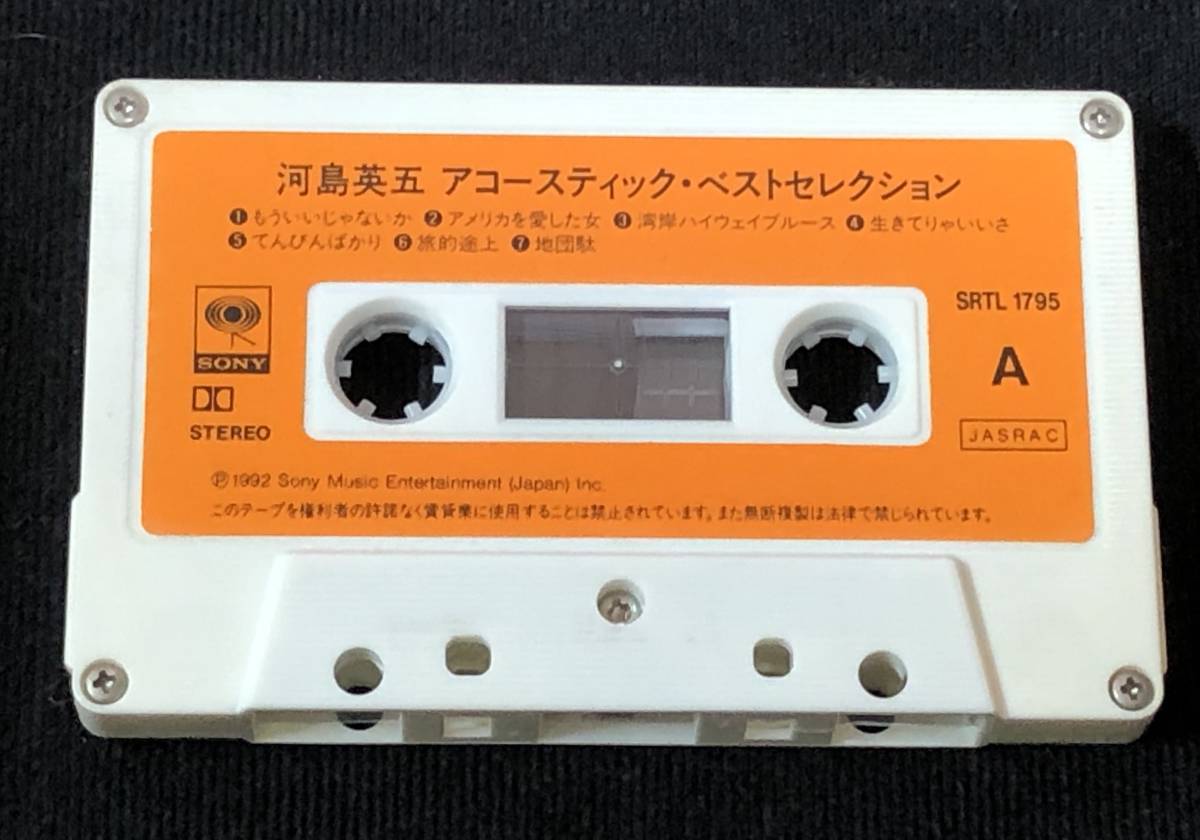 河島英五 アコースティック・ベストセレクション
❶もういいじゃないか ❷アメリカを愛した女 ❸湾岸ハイウェイブルース ❹生きてりゃいいさ
❺てんびんばかり ❻旅的途上 ❼地団駄
SONY
STEREO
SRTL 1795
A
JASRAC
℗1992 Sony Music Entertainment (Japan) Inc.
このテープを権利者の許諾なく賃貸業に使用することは禁止されています。また無断複製は法律で禁じられています。